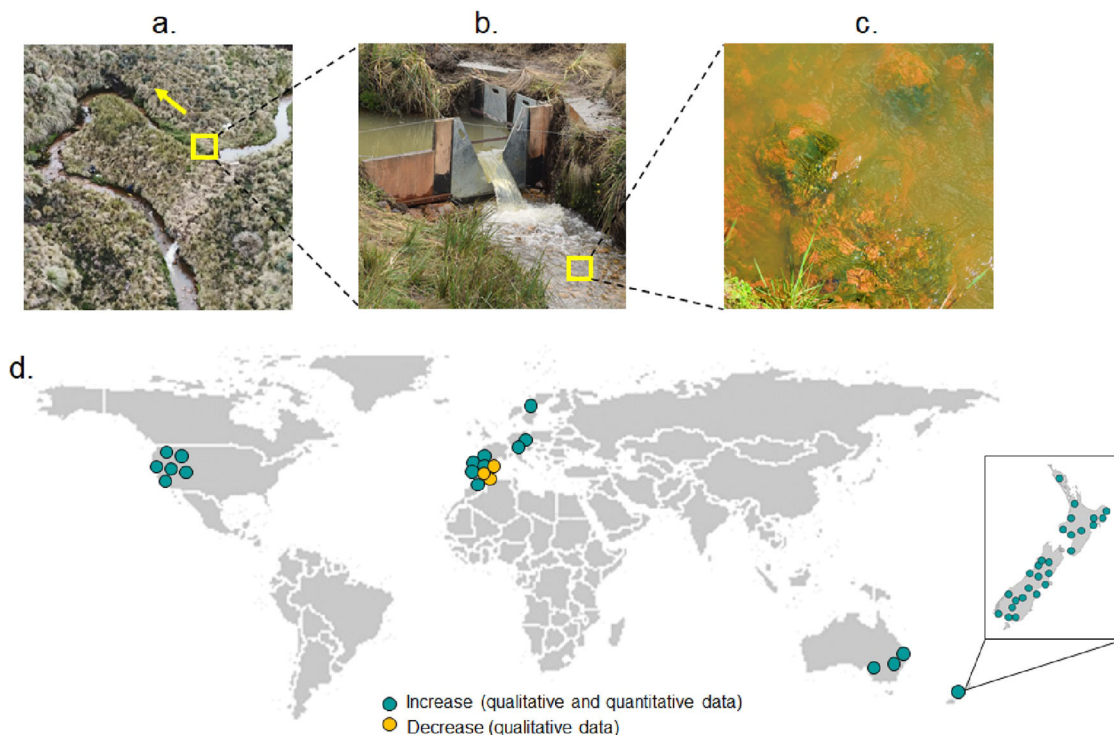 a.
b.
c.
d.
Increase (qualitative and quantitative data)
Decrease (qualitative data)